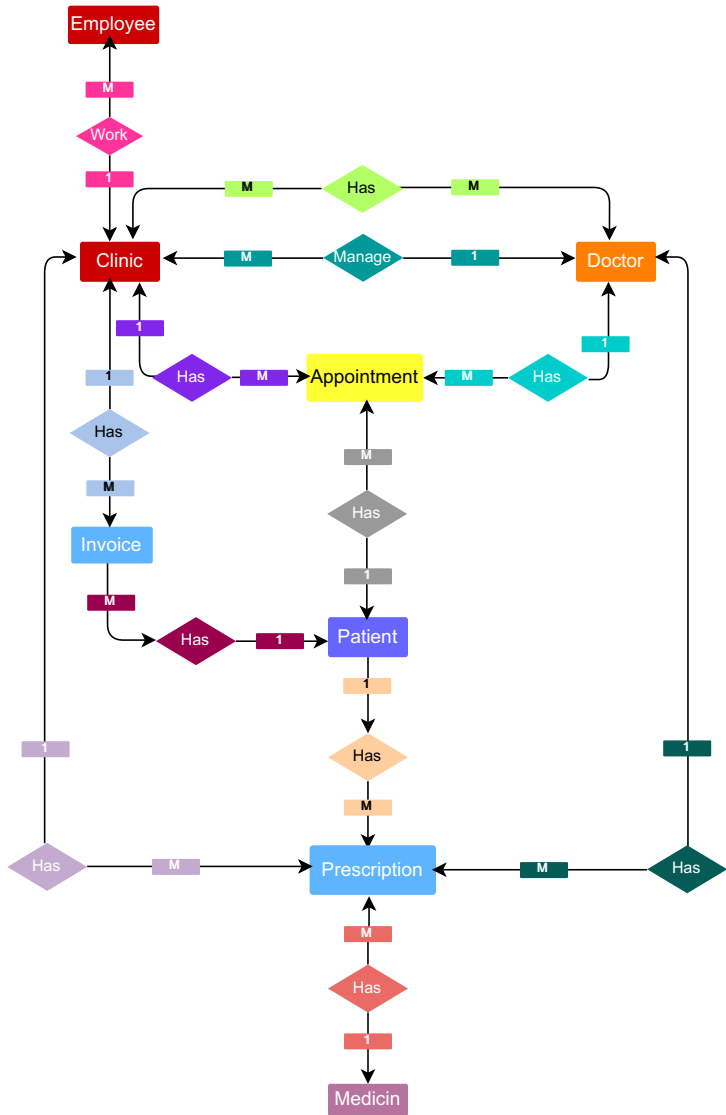 Employee
M
Work
1
M
Has
M
Clinic
M
Manage
1
Doctor
1
1
Has
M
Appointment
M
Has
1
Has
M
M
Has
Invoice
1
M
Has
1
Patient
1
1
1
Has
M
Has
M
Prescription
M
Has
M
Has
1
Medicin